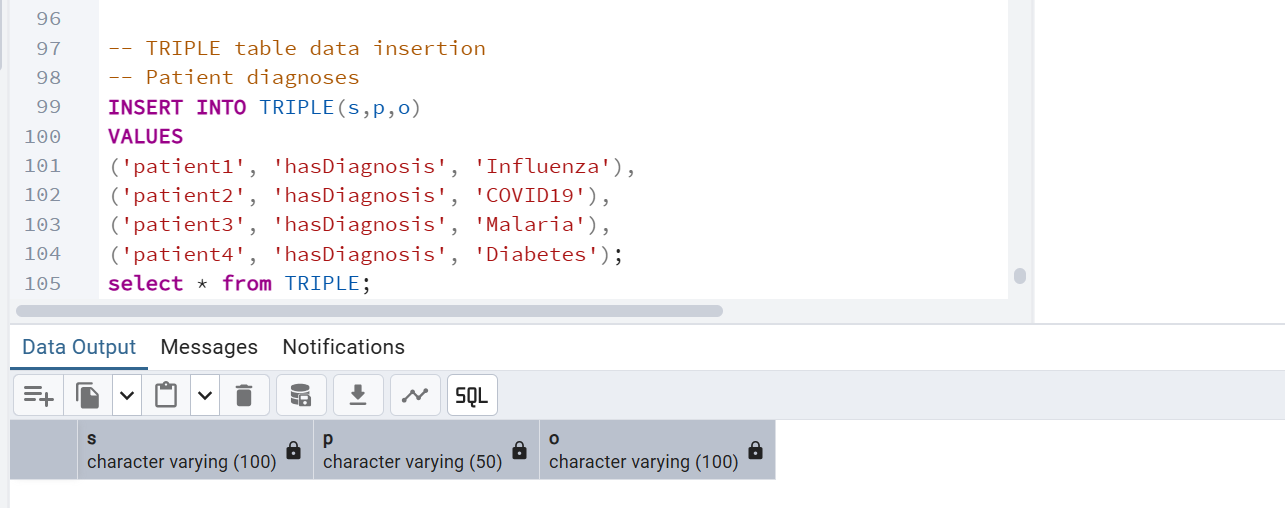 96
97 -- TRIPLE table data insertion
98 -- Patient diagnoses
99 INSERT INTO TRIPLE(s,p,o)
100 VALUES
101 ('patient1', 'hasDiagnosis', 'Influenza'),
102 ('patient2', 'hasDiagnosis', 'COVID19'),
103 ('patient3', 'hasDiagnosis', 'Malaria'),
104 ('patient4', 'hasDiagnosis', 'Diabetes');
105 select * from TRIPLE;
Data Output Messages Notifications
SQL
s p o
character varying (100) character varying (50) character varying (100)